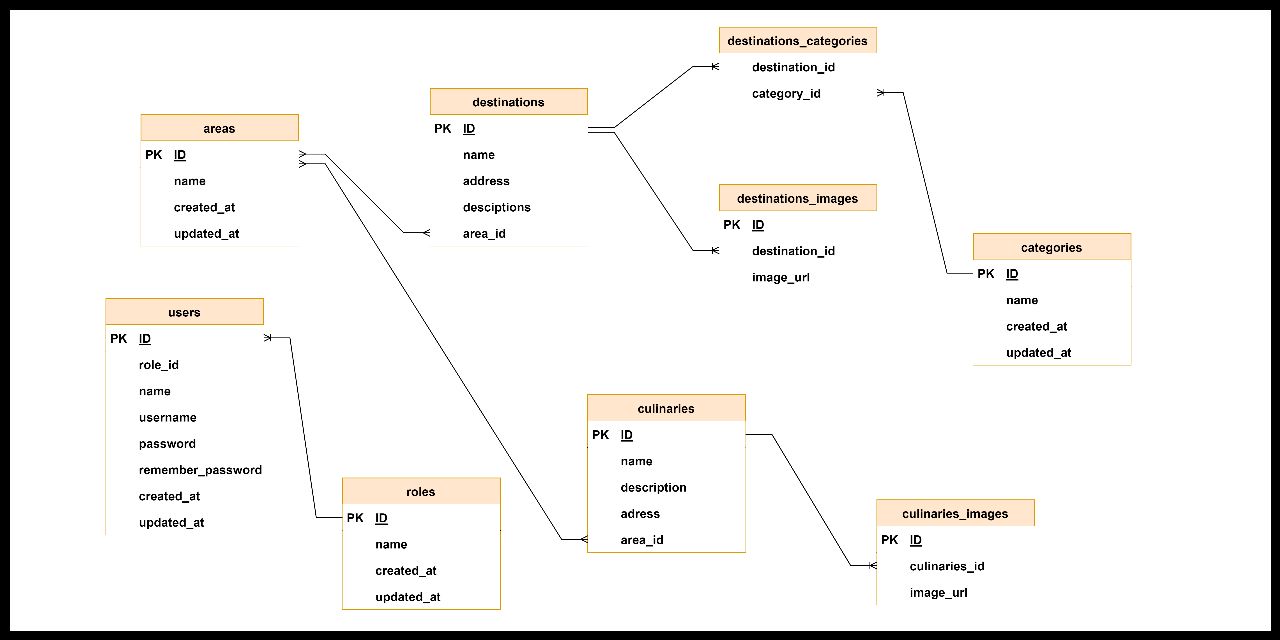 destinations_categories
destination_id
category_id
destinations
PK ID
name
address
desciptions
area_id
areas
PK ID
name
created_at
updated_at
destinations_images
PK ID
destination_id
image_url
categories
PK ID
name
created_at
updated_at
users
PK ID
role_id
name
username
password
remember_password
created_at
updated_at
culinaries
PK ID
name
description
adress
area_id
roles
PK ID
name
created_at
updated_at
culinaries_images
PK ID
culinaries_id
image_url